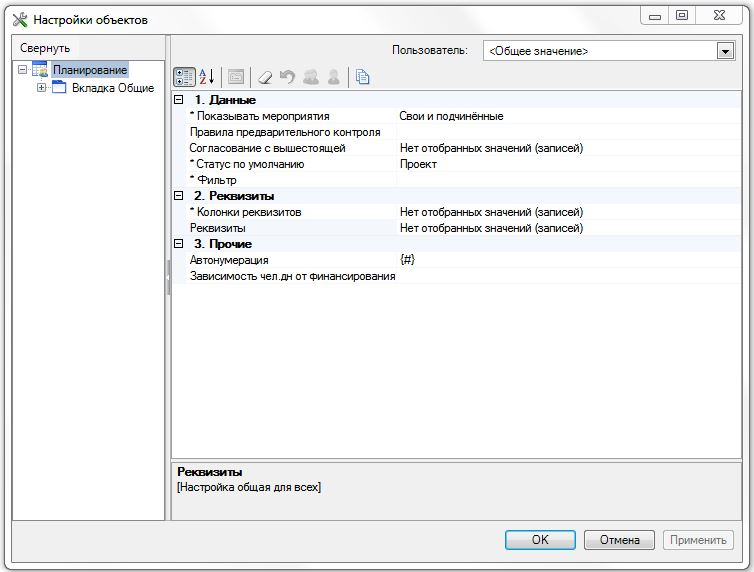 Настройки объектов
Свернуть
Пользователь: <Общее значение>
Планирование
Вкладка Общие
1. Данные
* Показывать мероприятия Свои и подчинённые
Правила предварительного контроля
Согласование с вышестоящей Нет отобранных значений (записей)
* Статус по умолчанию Проект
* Фильтр
2. Реквизиты
* Колонки реквизитов Нет отобранных значений (записей)
Реквизиты Нет отобранных значений (записей)
3. Прочие
Автонумерация {#}
Зависимость чел.дн от финансирования
Реквизиты
[Настройка общая для всех]
OK Отмена Применить